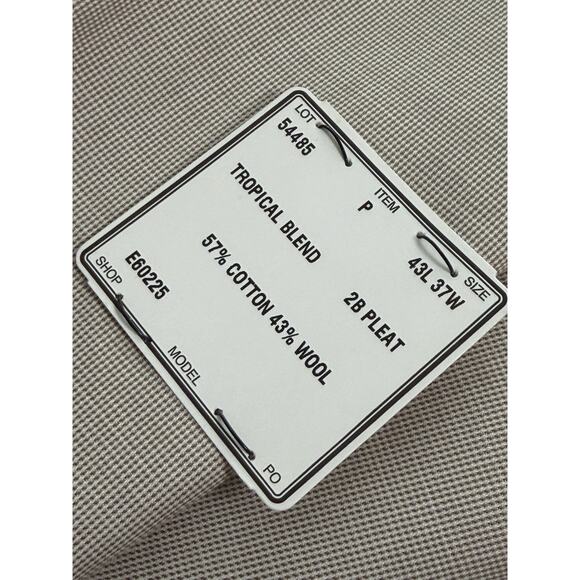 LOT ITEM SIZE
54485 P 43L 37W
TROPICAL BLEND 2B PLEAT
57% COTTON 43% WOOL
E60225
SHOP MODEL PO